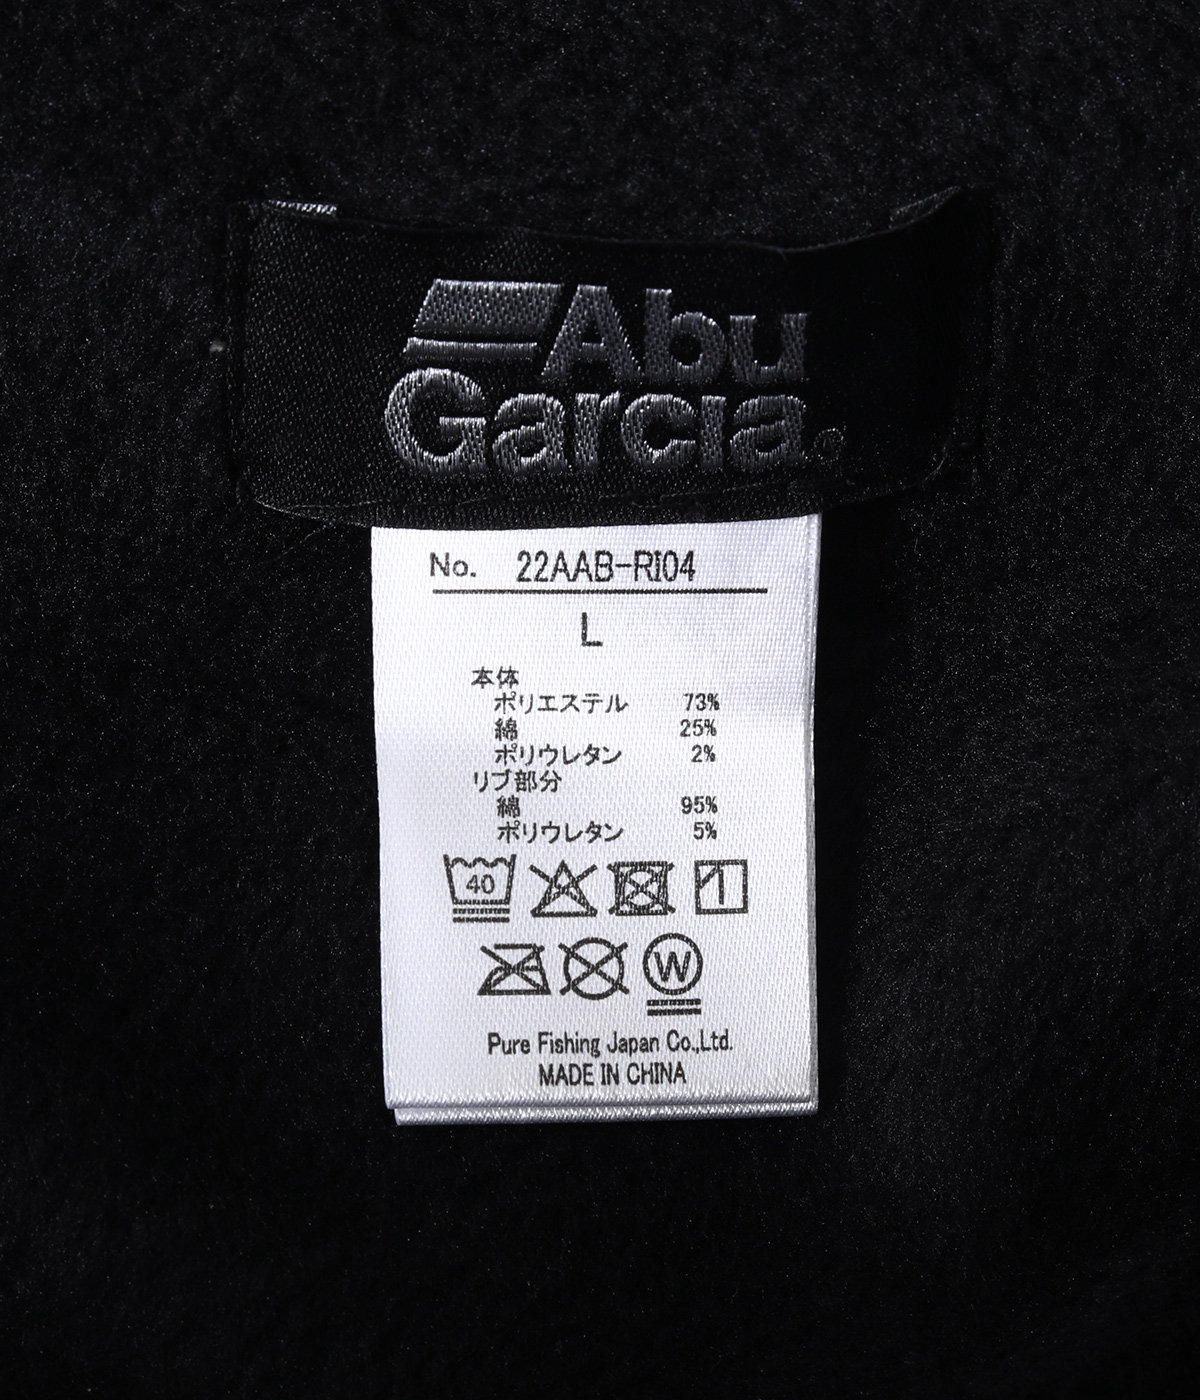 Abu
Garcia®
No. 22AAB-RI04
L
本体
ポリエステル 73%
綿 25%
ポリウレタン 2%
リブ部分
綿 95%
ポリウレタン 5%
40
W
Pure Fishing Japan Co.,Ltd.
MADE IN CHINA